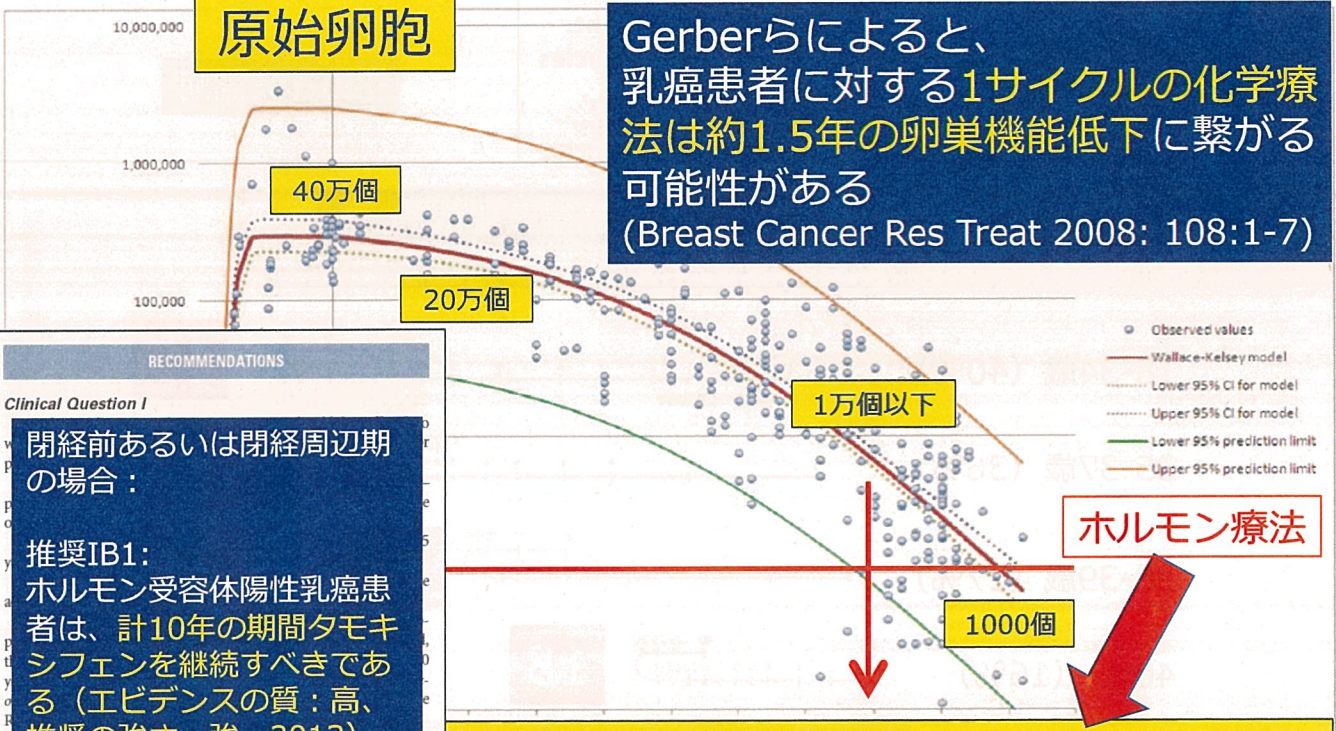 10,000,000
原始卵胞
Gerberらによると、
乳癌患者に対する1サイクルの化学療
法は約1.5年の卵巣機能低下に繋がる
可能性がある
(Breast Cancer Res Treat 2008: 108:1-7)
1,000,000
40万個
20万個
100,000
Observed values
Wallace-Kelsey model
Lower 95% CI for model
Upper 95% CI for model
Lower 95% prediction limit
Upper 95% prediction limit
1万個以下
RECOMMENDATIONS
Clinical Question I
閉経前あるいは閉経周辺期
の場合：
推奨IB1:
ホルモン受容体陽性乳癌患
者は、計10年の期間タモキ
シフェンを継続すべきであ
る（エビデンスの質：高、
ホルモン療法
1000個